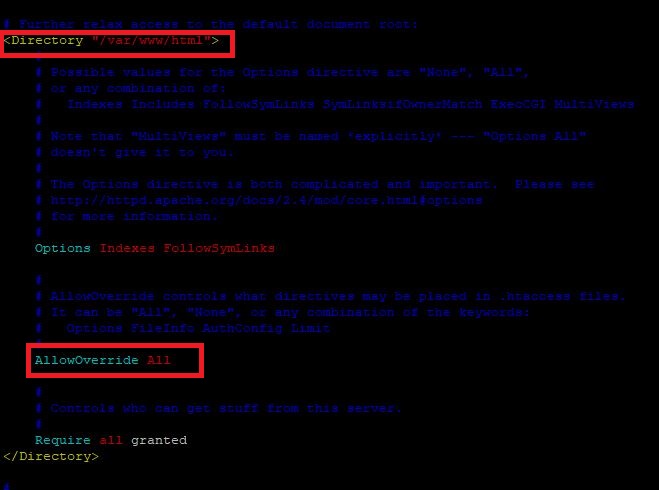 # Further relax access to the default document root:
<Directory "/var/www/html">
#
# Possible values for the Options directive are "None", "All",
# or any combination of:
#   Indexes Includes FollowSymLinks SymLinksifOwnerMatch ExecCGI MultiViews
#
# Note that "MultiViews" must be named *explicitly* --- "Options All"
# doesn't give it to you.
#
# The Options directive is both complicated and important.  Please see
# http://httpd.apache.org/docs/2.4/mod/core.html#options
# for more information.
#
Options Indexes FollowSymLinks
#
# AllowOverride controls what directives may be placed in .htaccess files.
# It can be "All", "None", or any combination of the keywords:
#   Options FileInfo AuthConfig Limit
#
AllowOverride All
#
# Controls who can get stuff from this server.
#
Require all granted
</Directory>
#